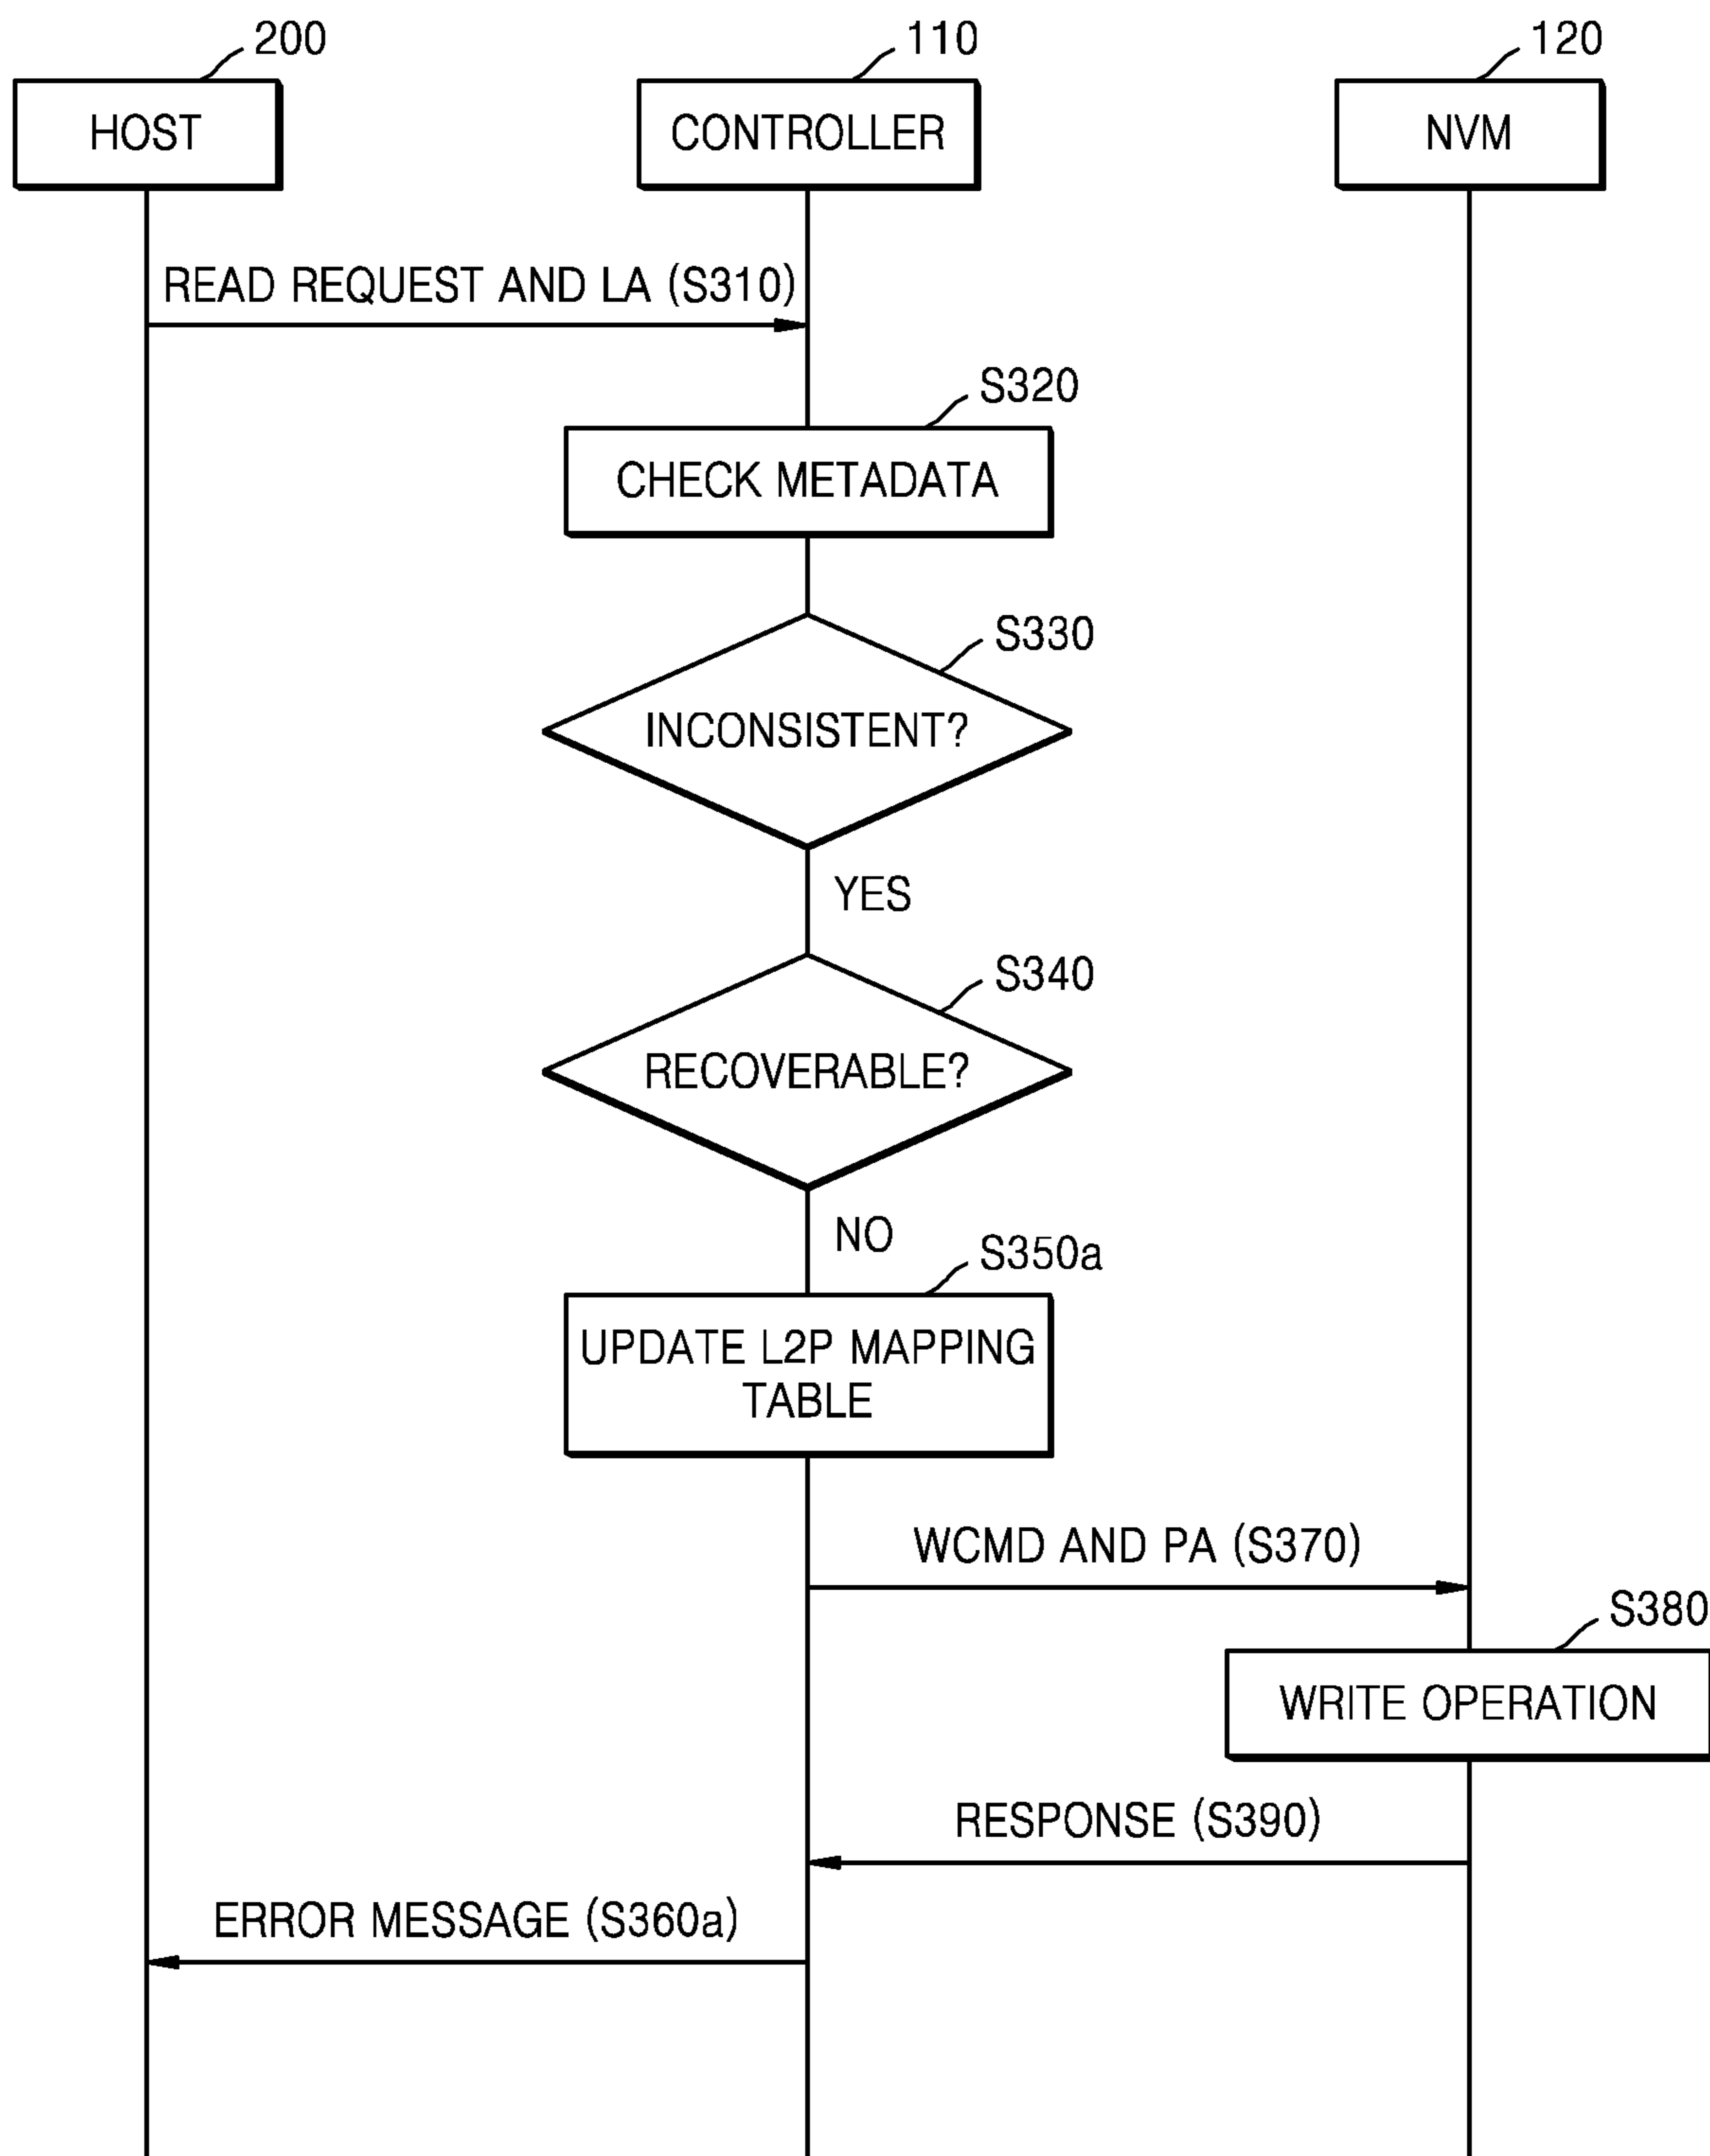 200
110
120
HOST
CONTROLLER
NVM
READ REQUEST AND LA (S310)
S320
CHECK METADATA
S330
INCONSISTENT?
YES
S340
RECOVERABLE?
NO
S350a
UPDATE L2P MAPPING
TABLE
WCMD AND PA (S370)
S380
WRITE OPERATION
RESPONSE (S390)
ERROR MESSAGE (S360a)